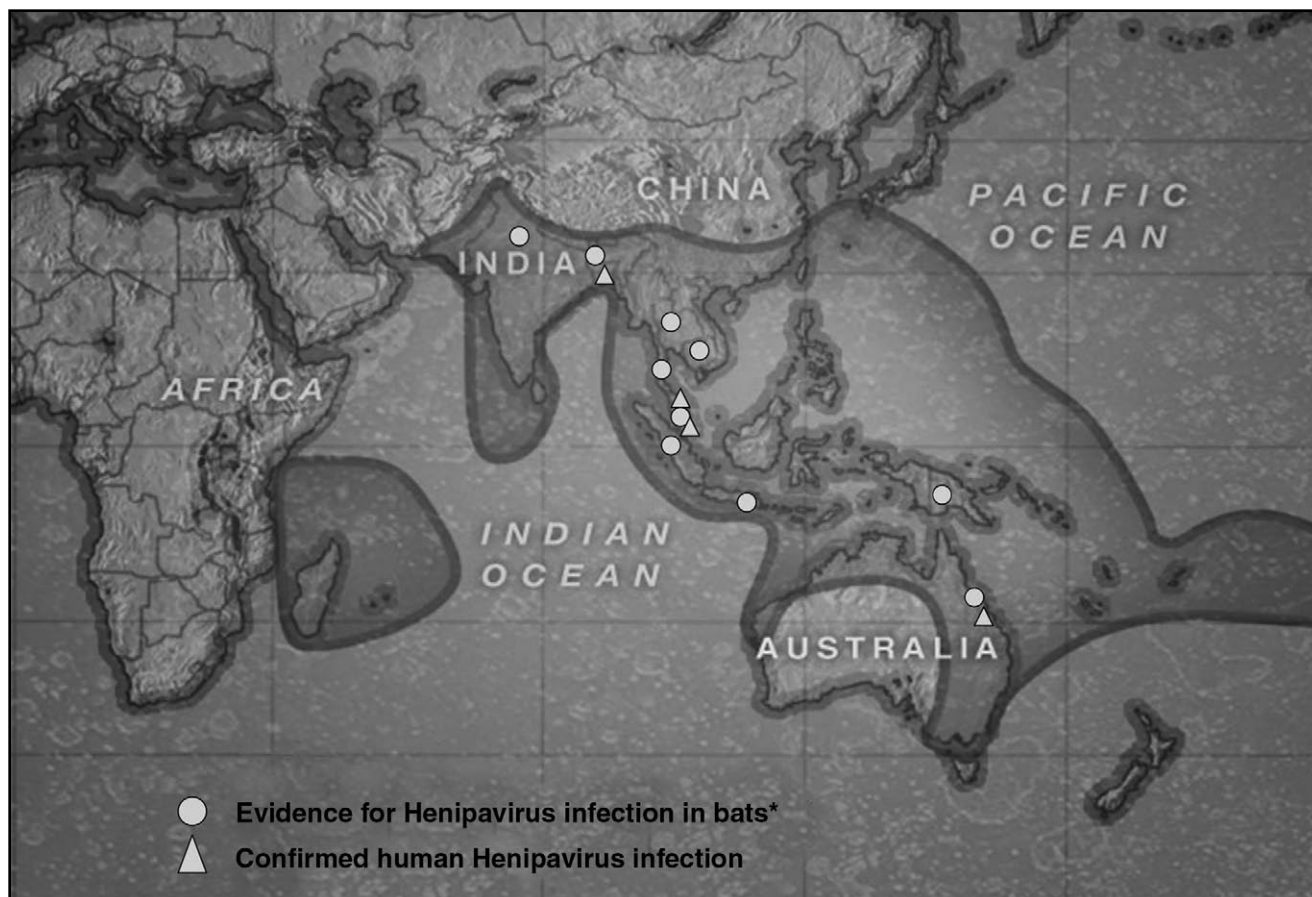 CHINA
PACIFIC
OCEAN
INDIA
AFRICA
INDIAN
OCEAN
AUSTRALIA
Evidence for Henipavirus infection in bats*
Confirmed human Henipavirus infection